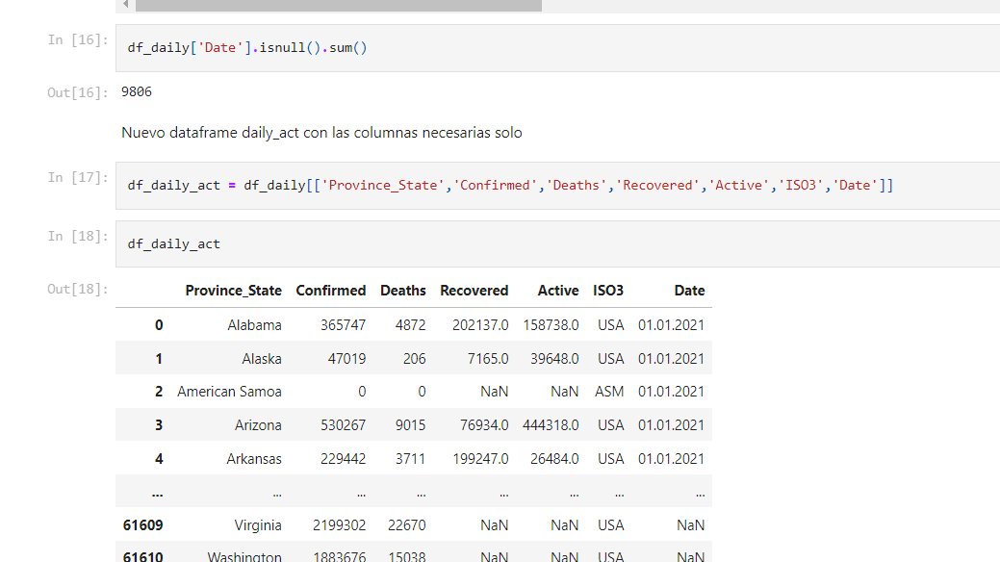 In [16]: df_daily['Date'].isnull().sum()
Out[16]: 9806
Nuevo dataframe daily_act con las columnas necesarias solo
In [17]: df_daily_act = df_daily[['Province_State','Confirmed','Deaths','Recovered','Active','ISO3','Date']]
In [18]: df_daily_act
Out[18]: Province_State Confirmed Deaths Recovered Active ISO3 Date
0 Alabama 365747 4872 202137.0 158738.0 USA 01.01.2021
1 Alaska 47019 206 7165.0 39648.0 USA 01.01.2021
2 American Samoa 0 0 NaN NaN ASM 01.01.2021
3 Arizona 530267 9015 76934.0 444318.0 USA 01.01.2021
4 Arkansas 229442 3711 199247.0 26484.0 USA 01.01.2021
... ... ... ... ... ... ... ...
61609 Virginia 2199302 22670 NaN NaN USA NaN
61610 Washington 1883676 15038 NaN NaN USA NaN